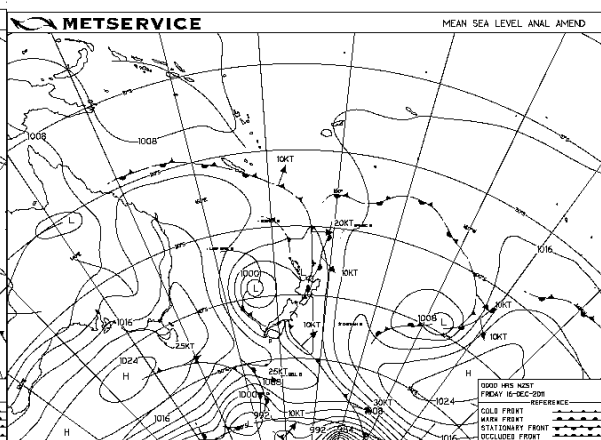 METSERVICE
MEAN SEA LEVEL ANAL AMEND
1008
1008
10KT
20KT
1016
L
1000
L
L
10KT
1008
L
10KT
1016
10KT
10KT
25KT
1024
H
25KT
H
1000
992
10KT
30KT
1024
1016
992
984
1016
H
0000 HRS NZST
FRIDAY 16-DEC-2011
REFERENCE
COLD FRONT
WARM FRONT
STATIONARY FRONT
OCCLUDED FRONT